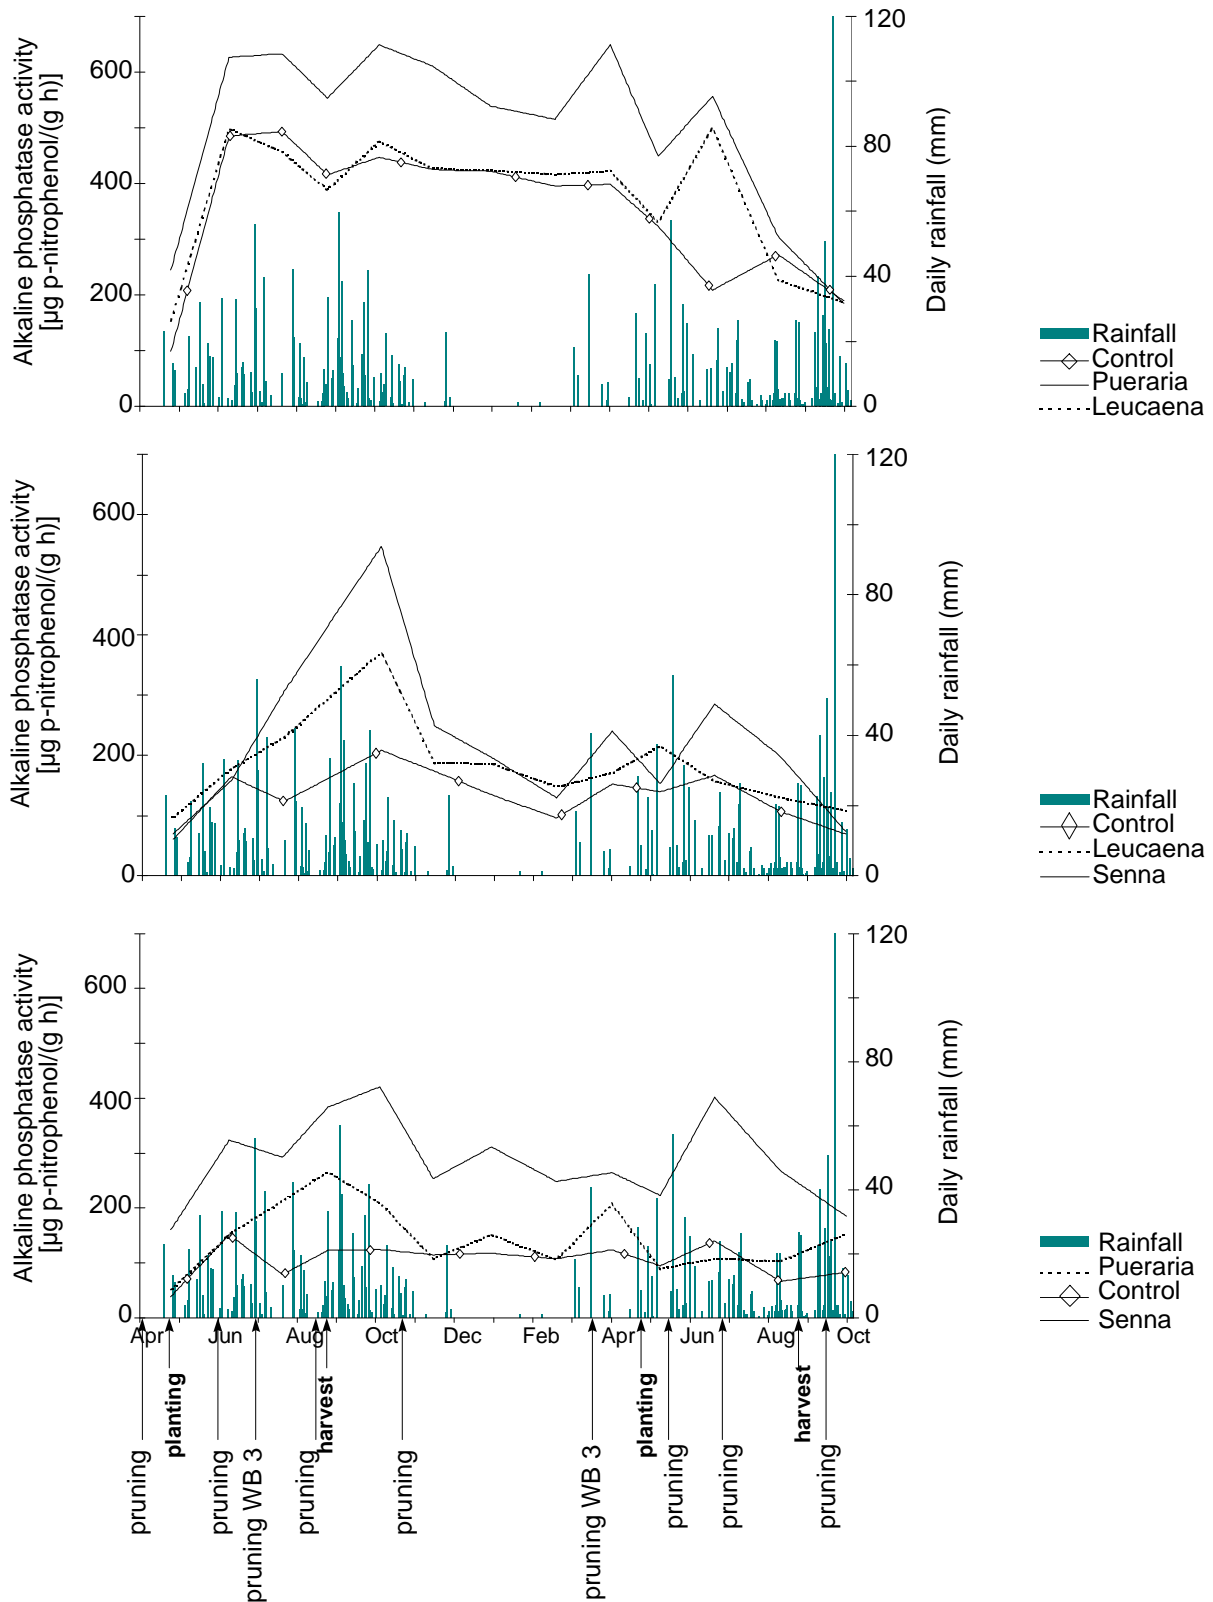 Alkaline phosphatase activity
[µg p-nitrophenol/(g h)]
600
400
200
0
120
80
40
0
Daily rainfall (mm)
Rainfall
Control
Pueraria
Leucaena
Alkaline phosphatase activity
[µg p-nitrophenol/(g h)]
600
400
200
0
120
80
40
0
Daily rainfall (mm)
Rainfall
Control
Leucaena
Senna
Alkaline phosphatase activity
[µg p-nitrophenol/(g h)]
600
400
200
0
120
80
40
0
Daily rainfall (mm)
Rainfall
Pueraria
Control
Senna
Apr Jun Aug Oct Dec Feb Apr Jun Aug Oct
pruning
planting
pruning
pruning WB 3
pruning
harvest
pruning
pruning WB 3
planting
pruning
pruning
harvest
pruning